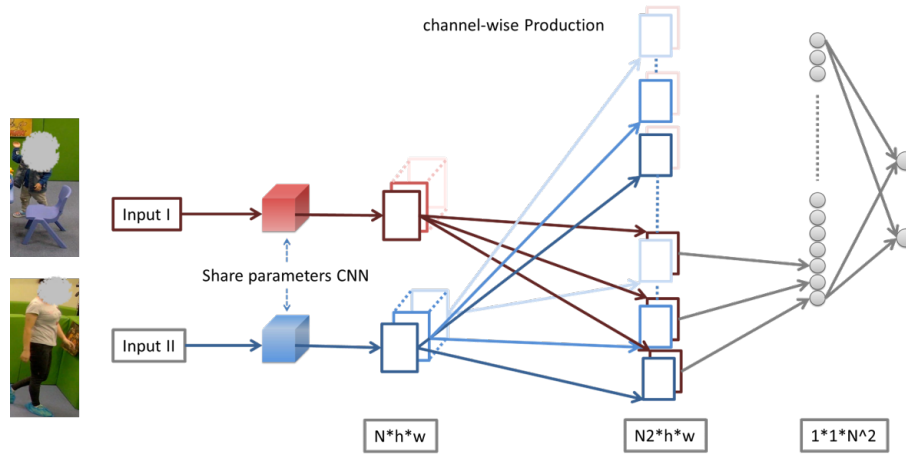 channel-wise Production
Input I
Share parameters CNN
Input II
N*h*w
N2*h*w
1*1*N^2